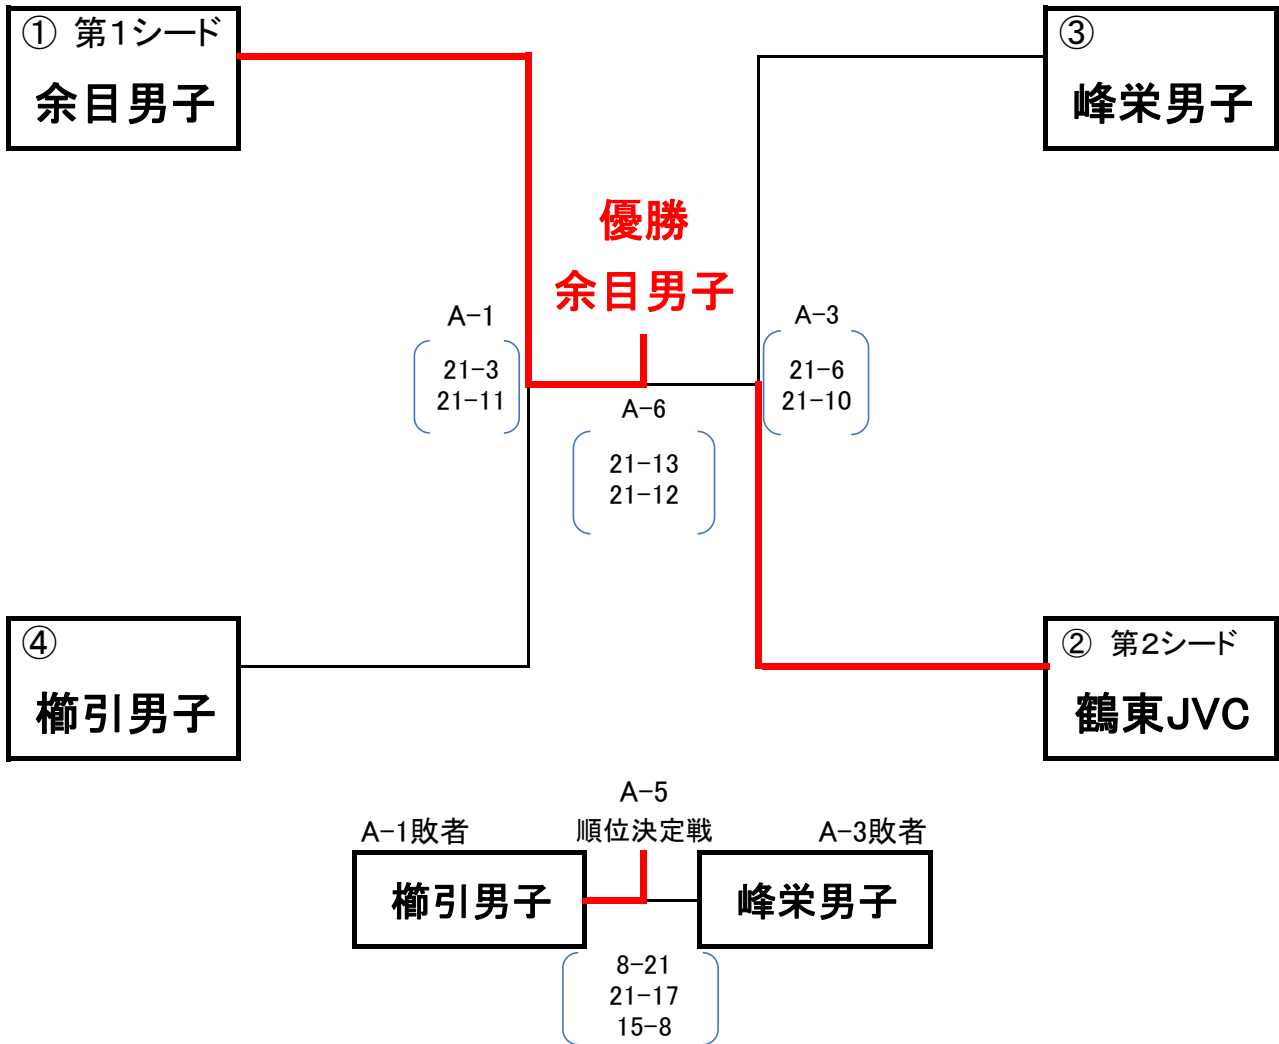 ① 第1シード
余目男子
③
峰栄男子
優勝
余目男子
A-1
21-3
21-11
A-3
21-6
21-10
A-6
21-13
21-12
④
櫛引男子
② 第2シード
鶴東JVC
A-5
順位決定戦
A-1敗者
A-3敗者
櫛引男子
峰栄男子
8-21
21-17
15-8